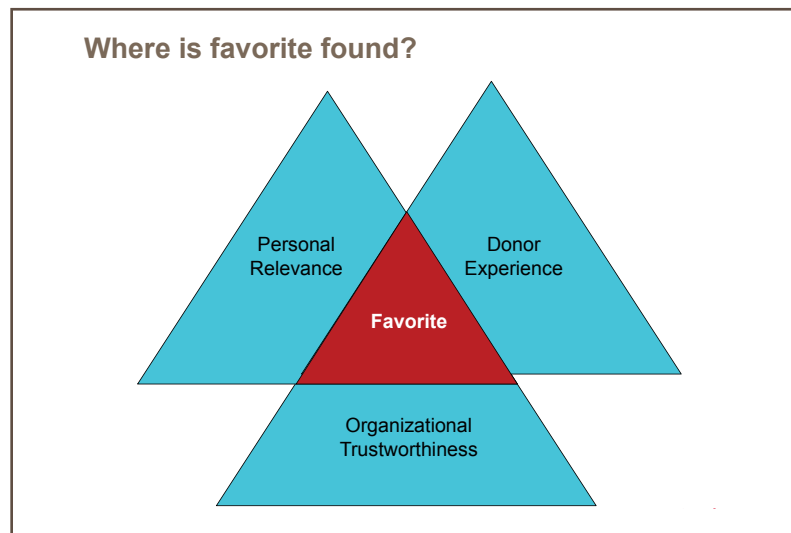 Where is favorite found?
Personal
Relevance
Donor
Experience
Favorite
Organizational
Trustworthiness